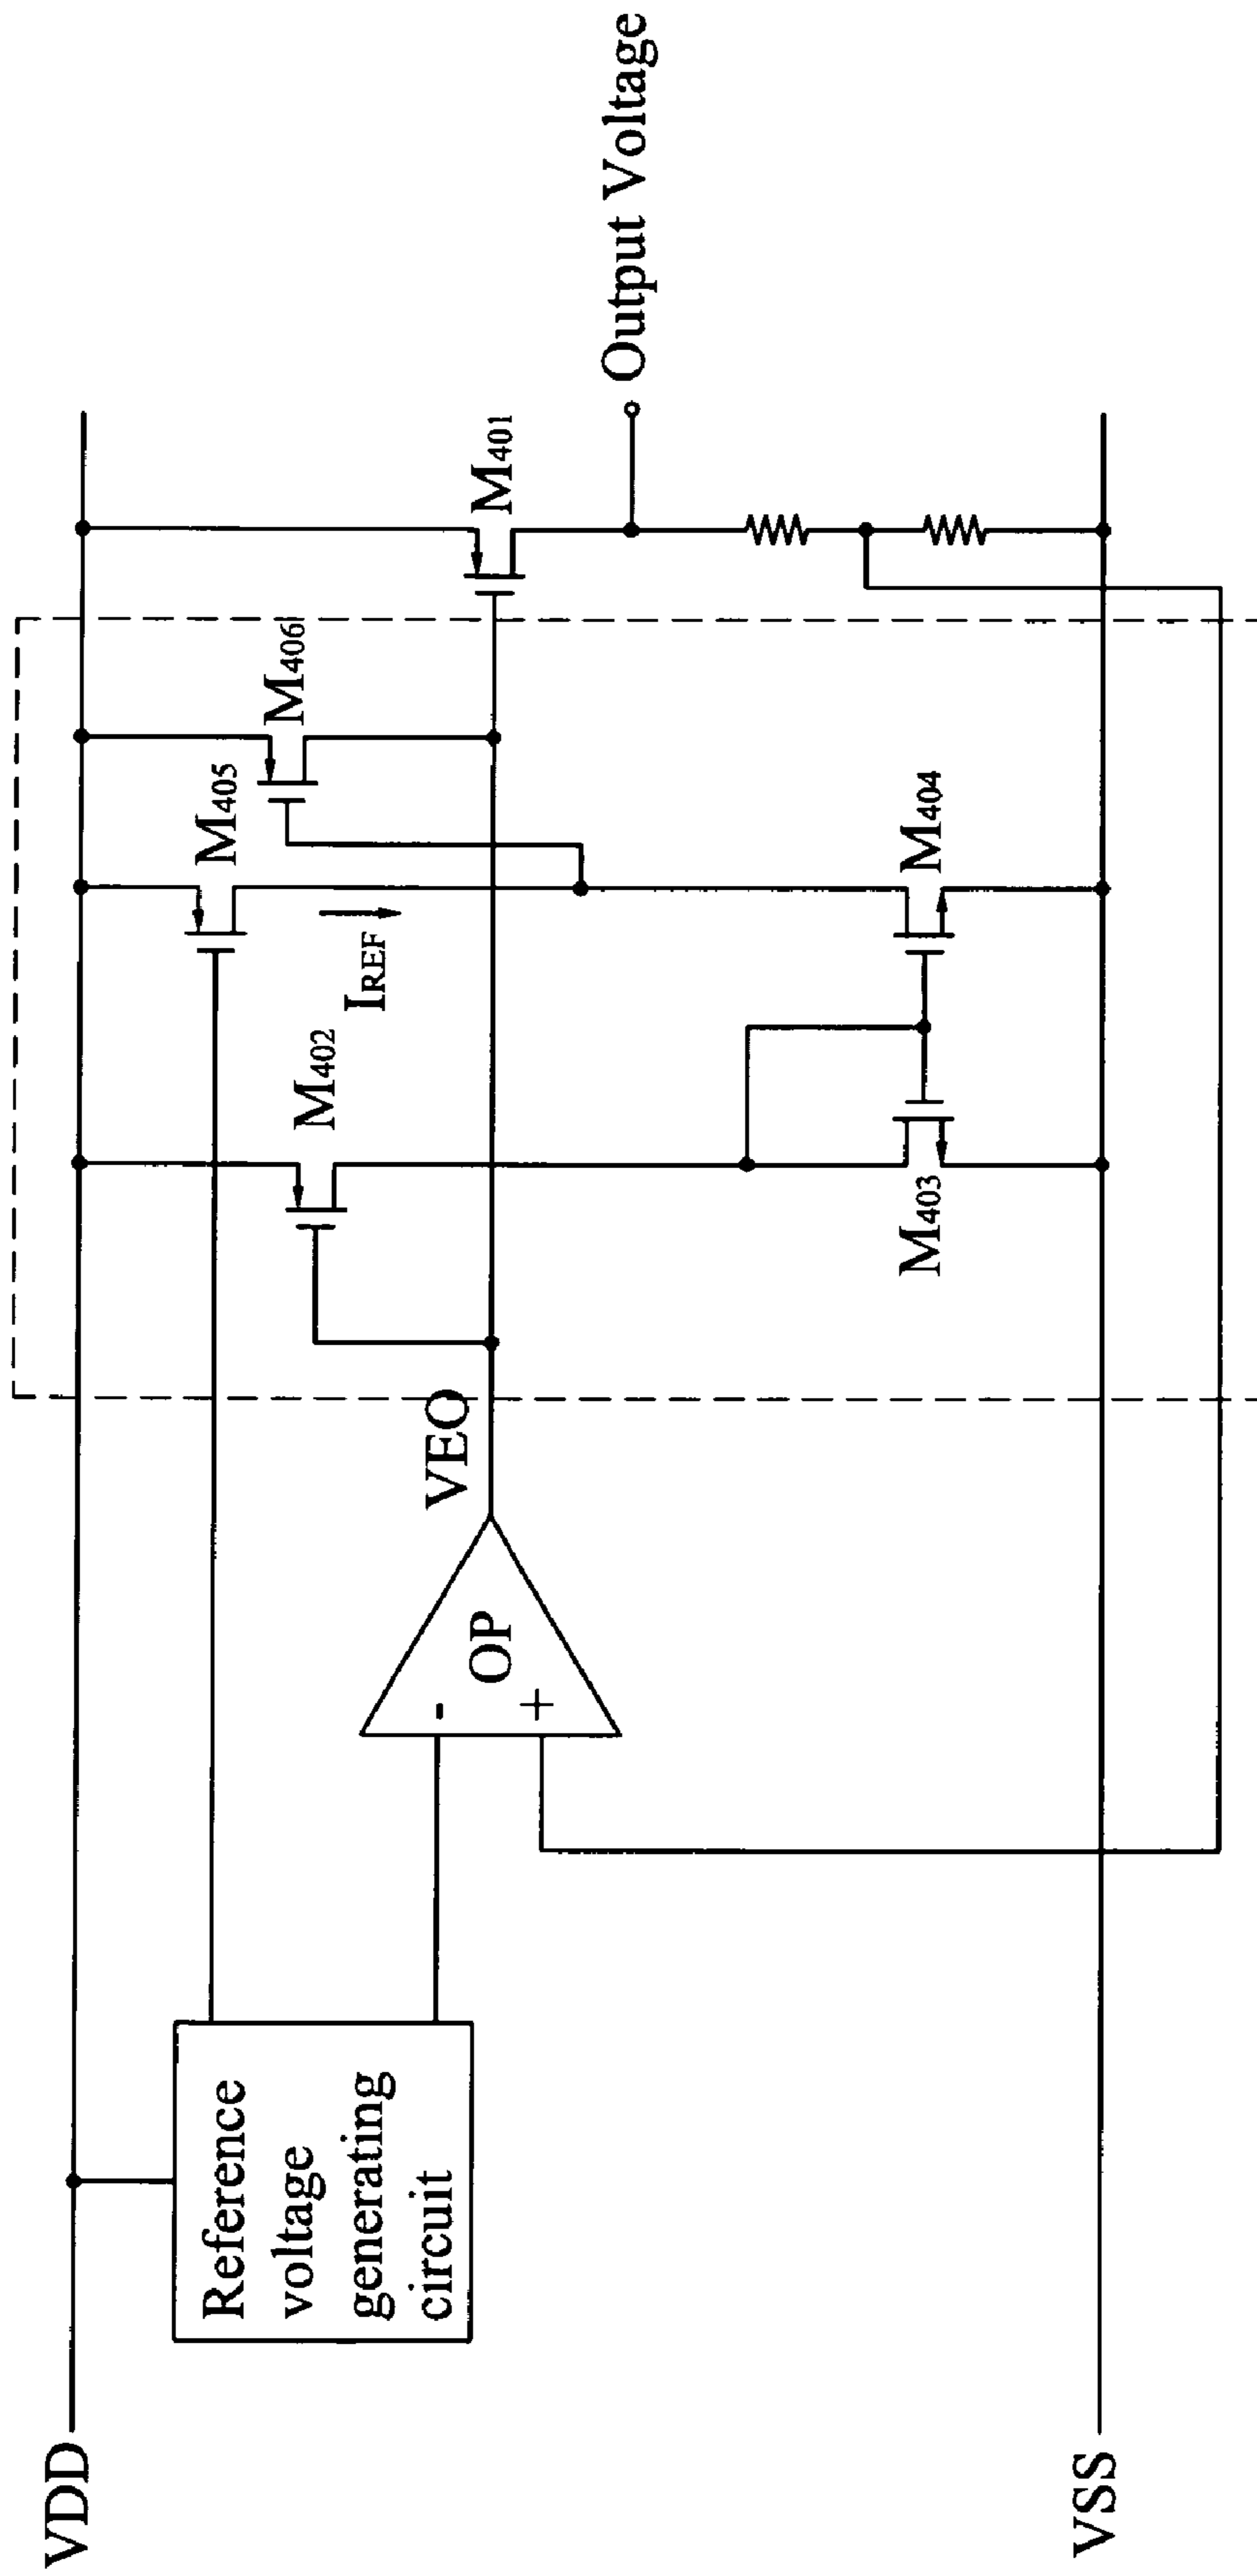 VDD
Reference
voltage
generating
circuit
OP
-
+
VEO
M402
IREF
M405
M406
M401
Output Voltage
M403
M404
VSS